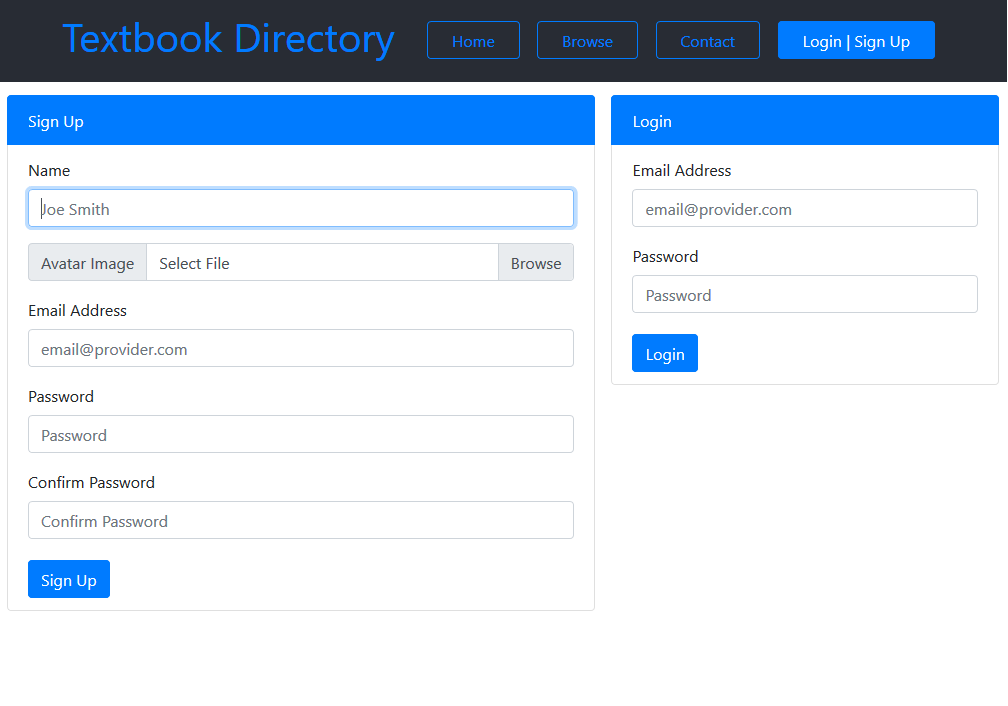 Textbook Directory
Home
Browse
Contact
Login | Sign Up
Sign Up
Name
Joe Smith
Avatar Image
Select File
Browse
Email Address
email@provider.com
Password
Password
Confirm Password
Confirm Password
Sign Up
Login
Email Address
email@provider.com
Password
Password
Login